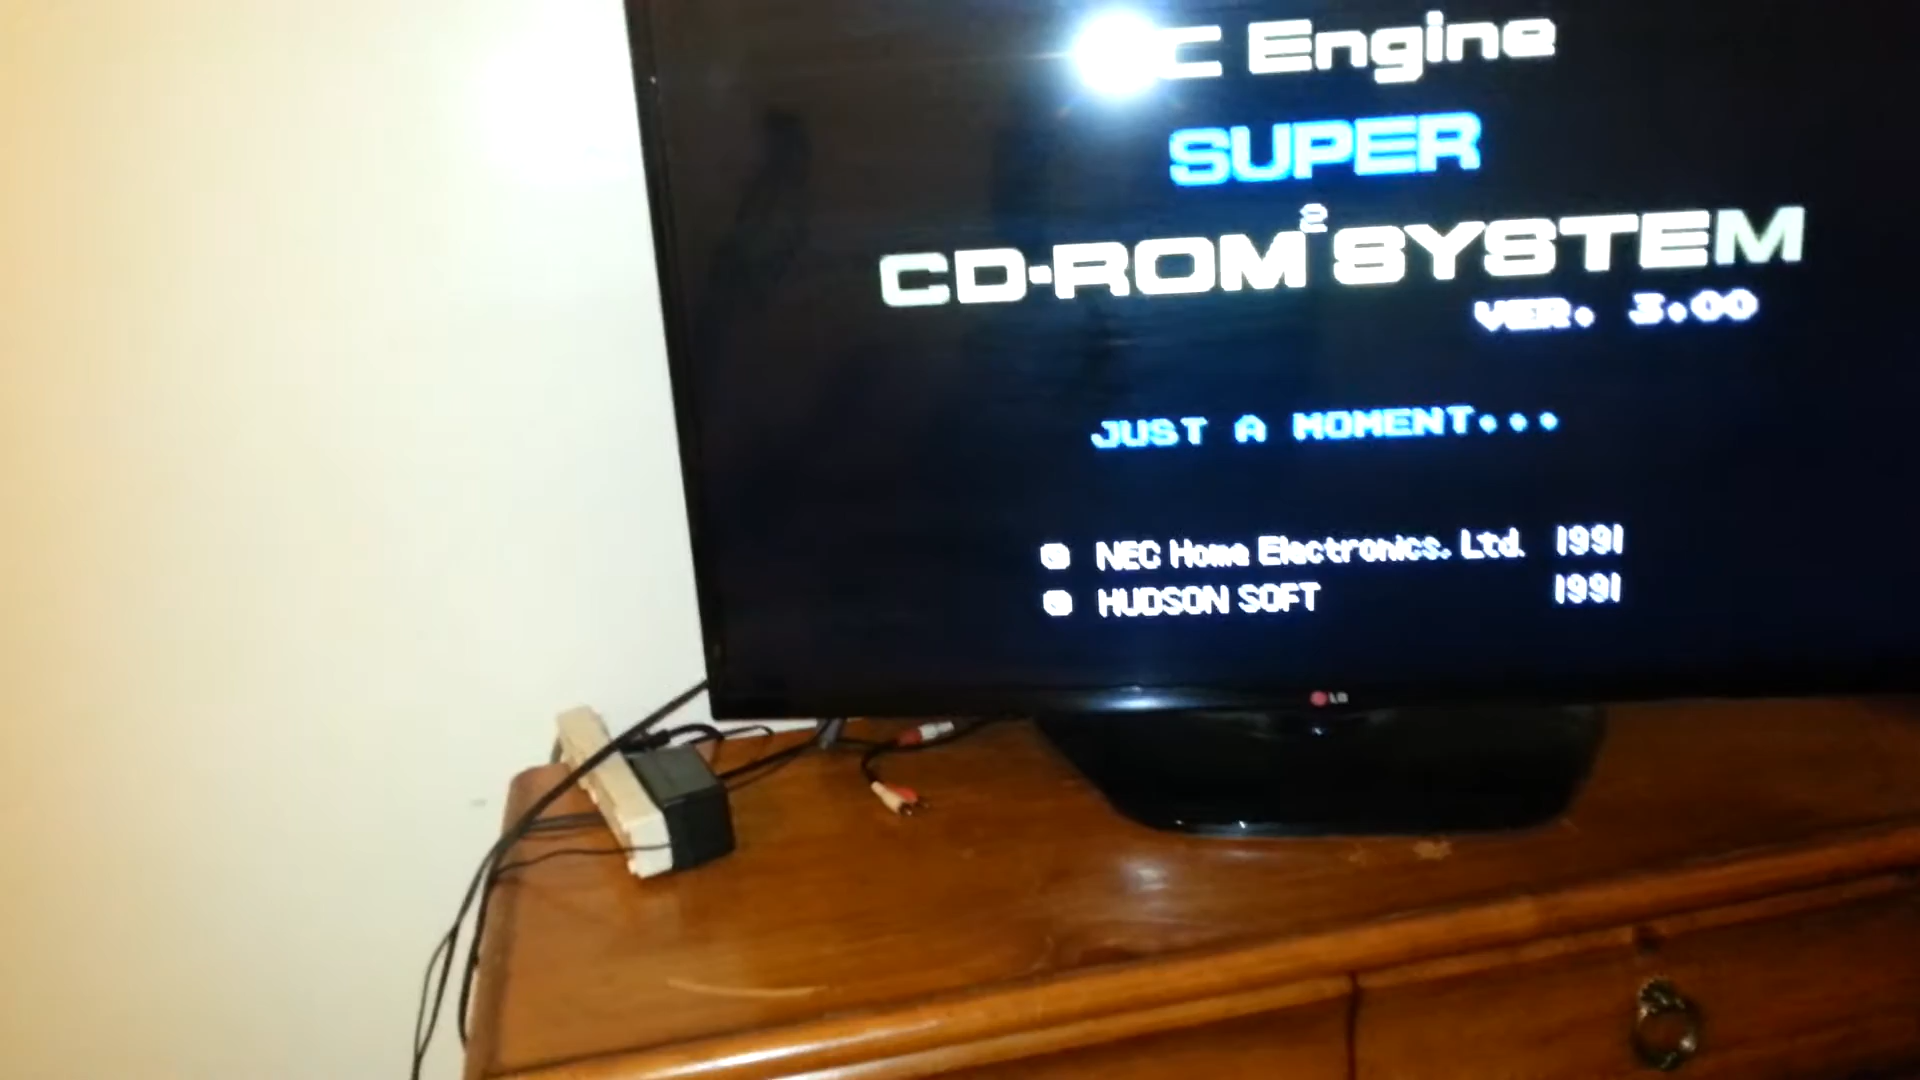 C Engine
SUPER
CD-ROM² SYSTEM
VER. 3.00
JUST A MOMENT...
© NEC Home Electronics. Ltd. 1991
© HUDSON SOFT 1991
LG